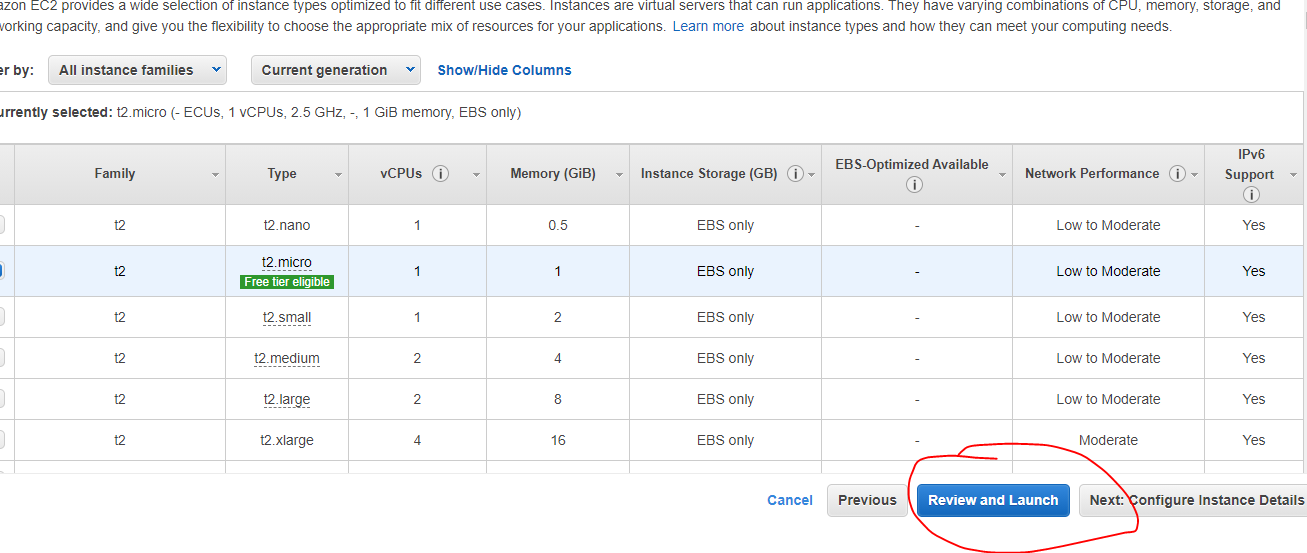 azon EC2 provides a wide selection of instance types optimized to fit different use cases. Instances are virtual servers that can run applications. They have varying combinations of CPU, memory, storage, and
working capacity, and give you the flexibility to choose the appropriate mix of resources for your applications. Learn more about instance types and how they can meet your computing needs.
er by: All instance families Current generation Show/Hide Columns
urrently selected: t2.micro (- ECUs, 1 vCPUs, 2.5 GHz, -, 1 GiB memory, EBS only)
Family Type vCPUs i Memory (GiB) Instance Storage (GB) i EBS-Optimized Available i Network Performance i IPv6 Support i
t2 t2.nano 1 0.5 EBS only - Low to Moderate Yes
t2 t2.micro Free tier eligible 1 1 EBS only - Low to Moderate Yes
t2 t2.small 1 2 EBS only - Low to Moderate Yes
t2 t2.medium 2 4 EBS only - Low to Moderate Yes
t2 t2.large 2 8 EBS only - Low to Moderate Yes
t2 t2.xlarge 4 16 EBS only - Moderate Yes
Cancel Previous Review and Launch Next: Configure Instance Details